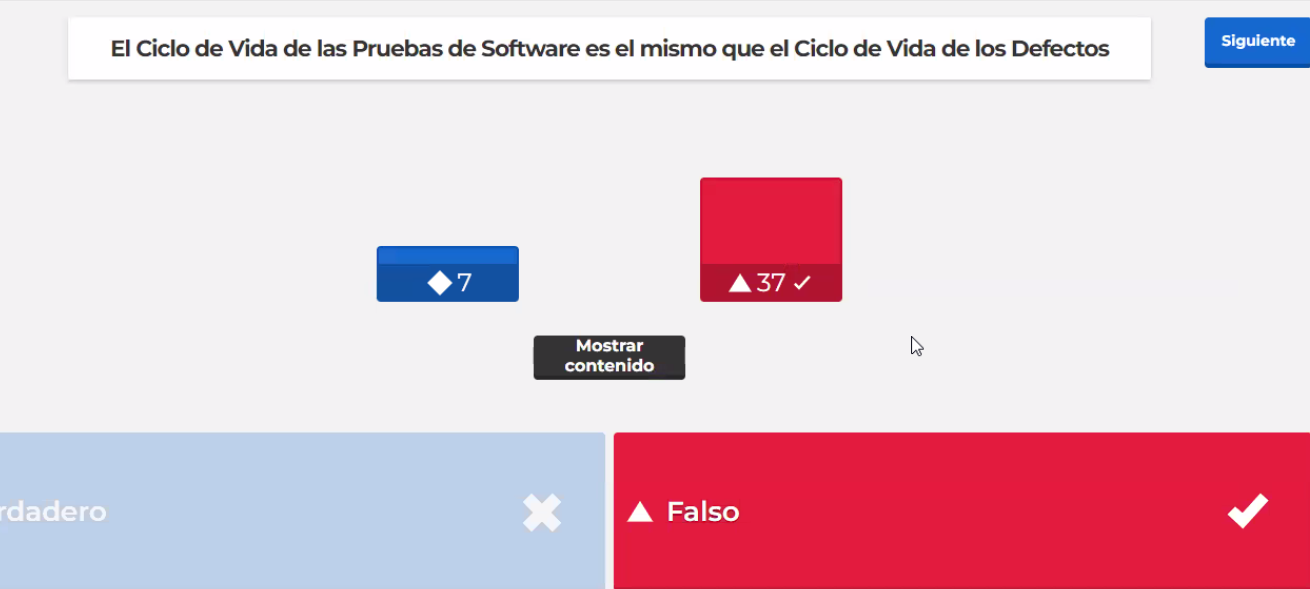 El Ciclo de Vida de las Pruebas de Software es el mismo que el Ciclo de Vida de los Defectos
Siguiente
7
37
Mostrar
contenido
rdadero
Falso